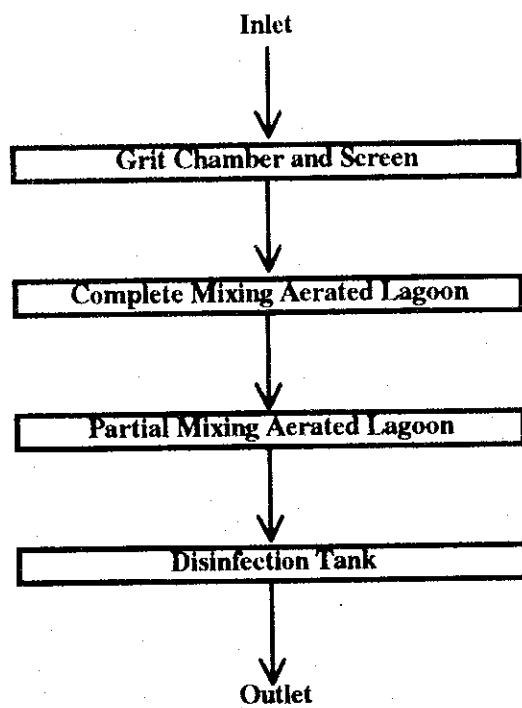 Inlet
Grit Chamber and Screen
Complete Mixing Aerated Lagoon
Partial Mixing Aerated Lagoon
Disinfection Tank
Outlet